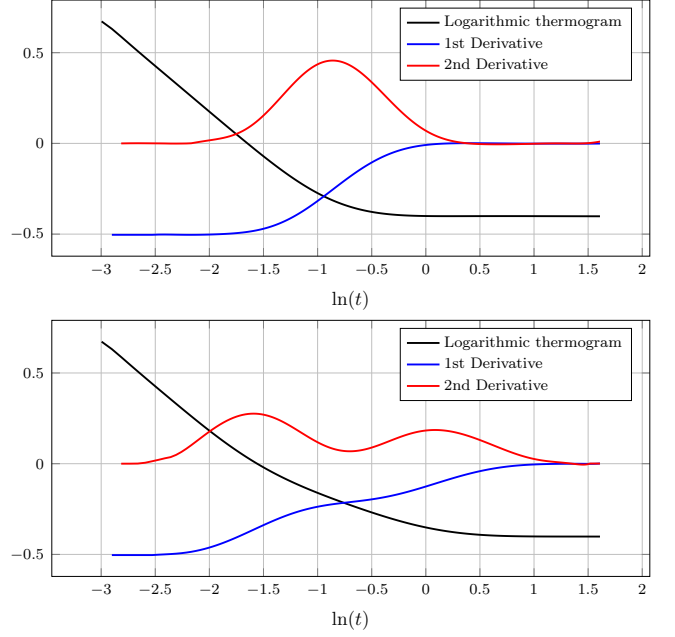 Logarithmic thermogram
1st Derivative
2nd Derivative
0.5
0
−0.5
−3 −2.5 −2 −1.5 −1 −0.5 0 0.5 1 1.5 2
ln(t)
Logarithmic thermogram
1st Derivative
2nd Derivative
0.5
0
−0.5
−3 −2.5 −2 −1.5 −1 −0.5 0 0.5 1 1.5 2
ln(t)